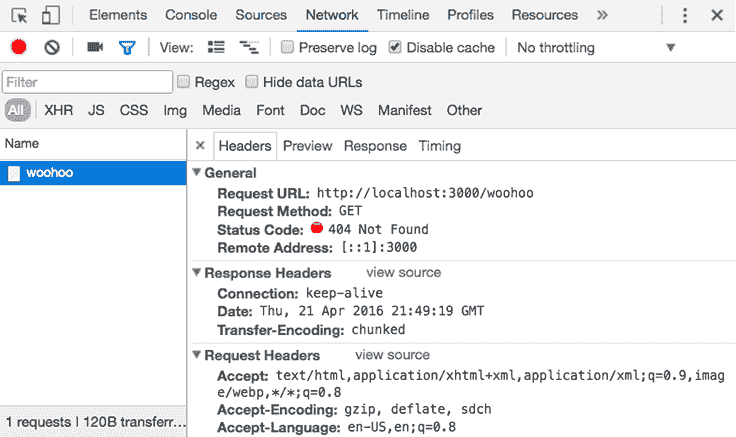 Elements Console Sources Network Timeline Profiles Resources »
View: Preserve log Disable cache No throttling
Filter Regex Hide data URLs
All XHR JS CSS Img Media Font Doc WS Manifest Other
Name
woohoo
× Headers Preview Response Timing
General
Request URL: http://localhost:3000/woohoo
Request Method: GET
Status Code: 404 Not Found
Remote Address: [::1]:3000
Response Headers view source
Connection: keep-alive
Date: Thu, 21 Apr 2016 21:49:19 GMT
Transfer-Encoding: chunked
Request Headers view source
Accept: text/html,application/xhtml+xml,application/xml;q=0.9,imag
e/webp,*/*;q=0.8
Accept-Encoding: gzip, deflate, sdch
Accept-Language: en-US,en;q=0.8
1 requests | 120B transferr...